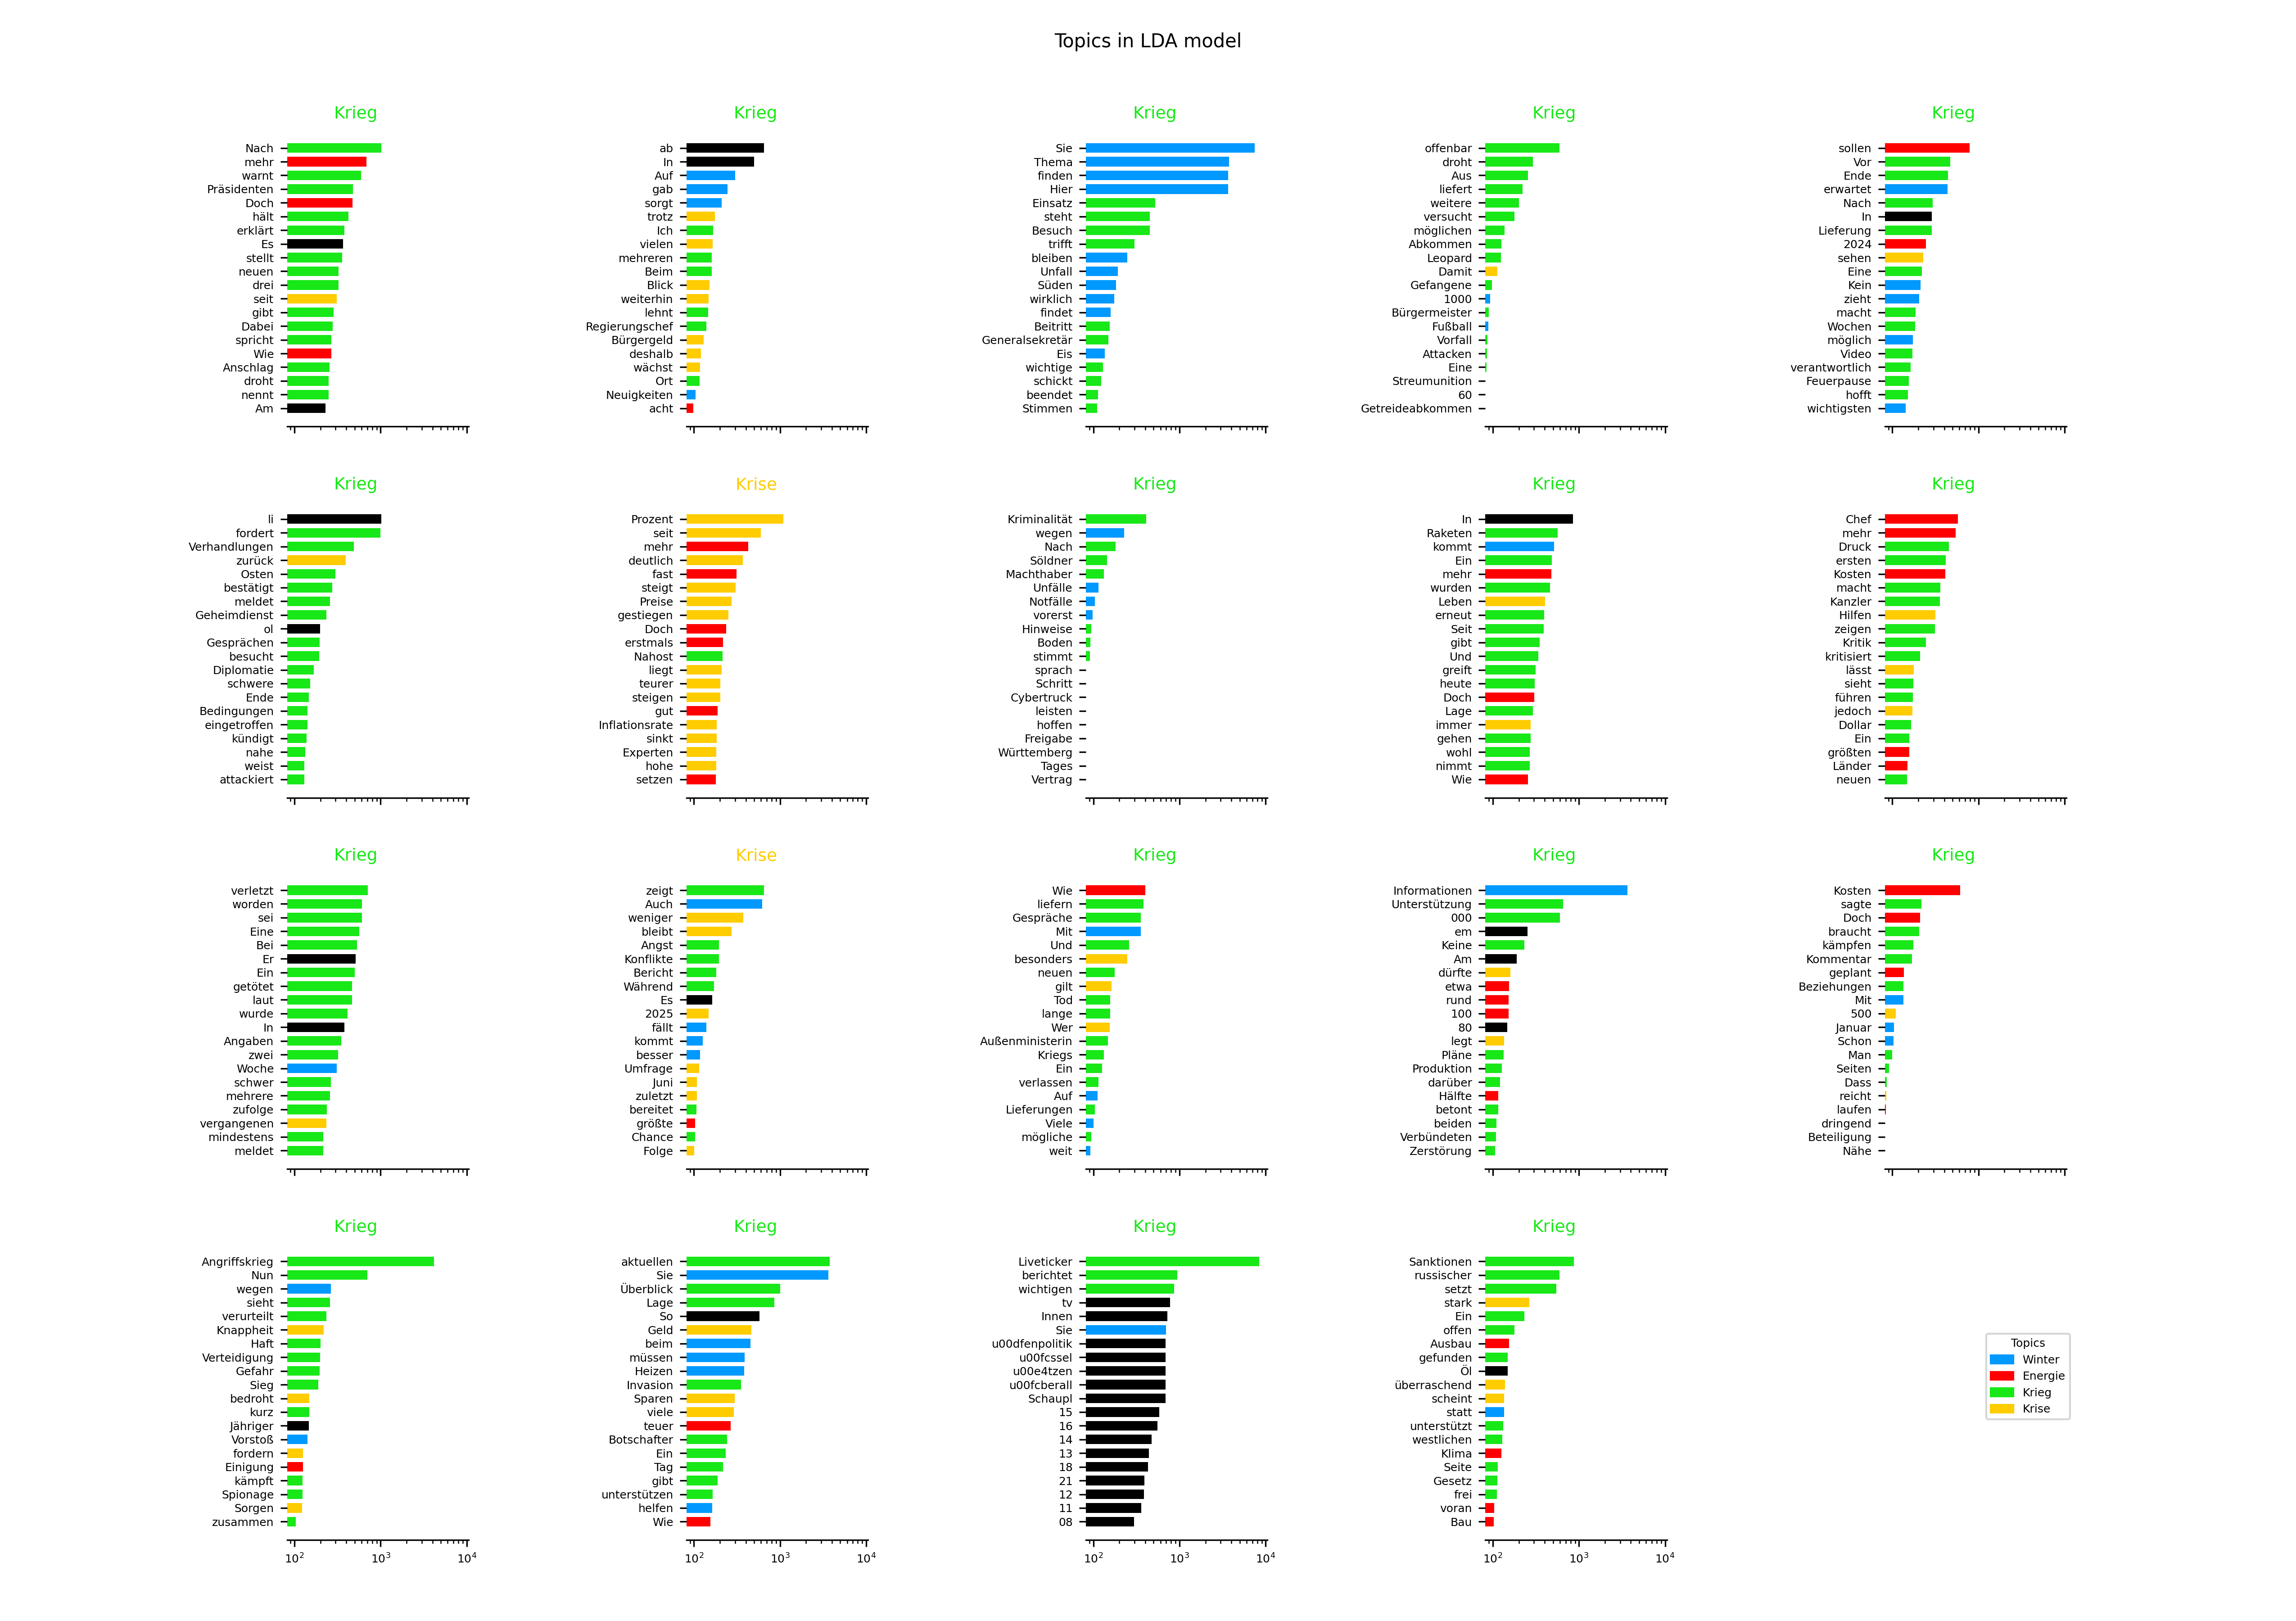 Topics in LDA model
Krieg
Nach
mehr
warnt
Präsidenten
Doch
hält
erklärt
Es
stellt
neuen
drei
seit
gibt
Dabei
spricht
Wie
Anschlag
droht
nennt
Am
Krieg
ab
In
Auf
gab
sorgt
trotz
Ich
vielen
mehreren
Beim
Blick
weiterhin
lehnt
Regierungschef
Bürgergeld
deshalb
wächst
Ort
Neuigkeiten
acht
Krieg
Sie
Thema
finden
Hier
Einsatz
steht
Besuch
trifft
bleiben
Unfall
Süden
wirklich
findet
Beitritt
Generalsekretär
Eis
wichtige
schickt
beendet
Stimmen
Krieg
offenbar
droht
Aus
liefert
weitere
versucht
möglichen
Abkommen
Leopard
Damit
Gefangene
1000
Bürgermeister
Fußball
Vorfall
Attacken
Eine
Streumunition
60
Getreideabkommen
Krieg
sollen
Vor
Ende
erwartet
Nach
In
Lieferung
2024
sehen
Eine
Kein
zieht
macht
Wochen
möglich
Video
verantwortlich
Feuerpause
hofft
wichtigsten
Krieg
li
fordert
Verhandlungen
zurück
Osten
bestätigt
meldet
Geheimdienst
ol
Gesprächen
besucht
Diplomatie
schwere
Ende
Bedingungen
eingetroffen
kündigt
nahe
weist
attackiert
Krise
Prozent
seit
mehr
deutlich
fast
steigt
Preise
gestiegen
Doch
erstmals
Nahost
liegt
teurer
steigen
gut
Inflationsrate
sinkt
Experten
hohe
setzen
Krieg
Kriminalität
wegen
Nach
Söldner
Machthaber
Unfälle
Notfälle
vorerst
Hinweise
Boden
stimmt
sprach
Schritt
Cybertruck
leisten
hoffen
Freigabe
Württemberg
Tages
Vertrag
Krieg
In
Raketen
kommt
Ein
mehr
wurden
Leben
erneut
Seit
gibt
Und
greift
heute
Doch
Lage
immer
gehen
wohl
nimmt
Wie
Krieg
Chef
mehr
Druck
ersten
Kosten
macht
Kanzler
Hilfen
zeigen
Kritik
kritisiert
lässt
sieht
führen
jedoch
Dollar
Ein
größten
Länder
neuen
Krieg
verletzt
worden
sei
Eine
Bei
Er
Ein
getötet
laut
wurde
In
Angaben
zwei
Woche
schwer
mehrere
zufolge
vergangenen
mindestens
meldet
Krise
zeigt
Auch
weniger
bleibt
Angst
Konflikte
Bericht
Während
Es
2025
fällt
kommt
besser
Umfrage
Juni
zuletzt
bereitet
größte
Chance
Folge
Krieg
Wie
liefern
Gespräche
Mit
Und
besonders
neuen
gilt
Tod
lange
Wer
Außenministerin
Kriegs
Ein
verlassen
Auf
Lieferungen
Viele
mögliche
weit
Krieg
Informationen
Unterstützung
000
em
Keine
Am
dürfte
etwa
rund
100
80
legt
Pläne
Produktion
darüber
Hälfte
betont
beiden
Verbündeten
Zerstörung
Krieg
Kosten
sagte
Doch
braucht
kämpfen
Kommentar
geplant
Beziehungen
Mit
500
Januar
Schon
Man
Seiten
Dass
reicht
laufen
dringend
Beteiligung
Nähe
Krieg
Angriffskrieg
Nun
wegen
sieht
verurteilt
Knappheit
Haft
Verteidigung
Gefahr
Sieg
bedroht
kurz
Jähriger
Vorstoß
fordern
Einigung
kämpft
Spionage
Sorgen
zusammen
10² 10³ 10⁴
Krieg
aktuellen
Sie
Überblick
Lage
So
Geld
beim
müssen
Heizen
Invasion
Sparen
viele
teuer
Botschafter
Ein
Tag
gibt
unterstützen
helfen
Wie
10² 10³ 10⁴
Krieg
Liveticker
berichtet
wichtigen
tv
Innen
Sie
u00dfenpolitik
u00fcssel
u00e4tzen
u00fcberall
Schaupl
15
16
14
13
18
21
12
11
08
10² 10³ 10⁴
Krieg
Sanktionen
russischer
setzt
stark
Ein
offen
Ausbau
gefunden
Öl
überraschend
scheint
statt
unterstützt
westlichen
Klima
Seite
Gesetz
frei
voran
Bau
10² 10³ 10⁴
Topics
Winter
Energie
Krieg
Krise